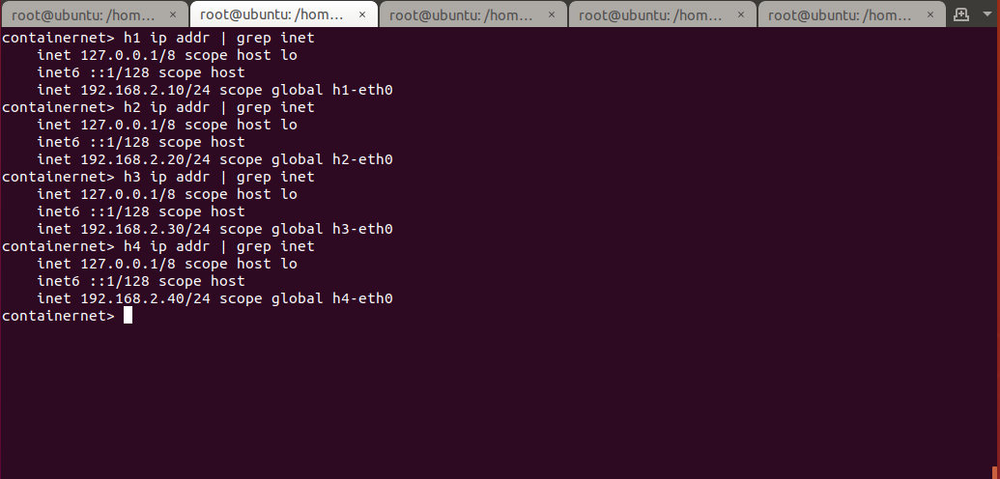 root@ubuntu: /hom... × root@ubuntu: /hom... × root@ubuntu: /hom... × root@ubuntu: /hom... × root@ubuntu: /hom... ×
containernet> h1 ip addr | grep inet
    inet 127.0.0.1/8 scope host lo
    inet6 ::1/128 scope host
    inet 192.168.2.10/24 scope global h1-eth0
containernet> h2 ip addr | grep inet
    inet 127.0.0.1/8 scope host lo
    inet6 ::1/128 scope host
    inet 192.168.2.20/24 scope global h2-eth0
containernet> h3 ip addr | grep inet
    inet 127.0.0.1/8 scope host lo
    inet6 ::1/128 scope host
    inet 192.168.2.30/24 scope global h3-eth0
containernet> h4 ip addr | grep inet
    inet 127.0.0.1/8 scope host lo
    inet6 ::1/128 scope host
    inet 192.168.2.40/24 scope global h4-eth0
containernet>